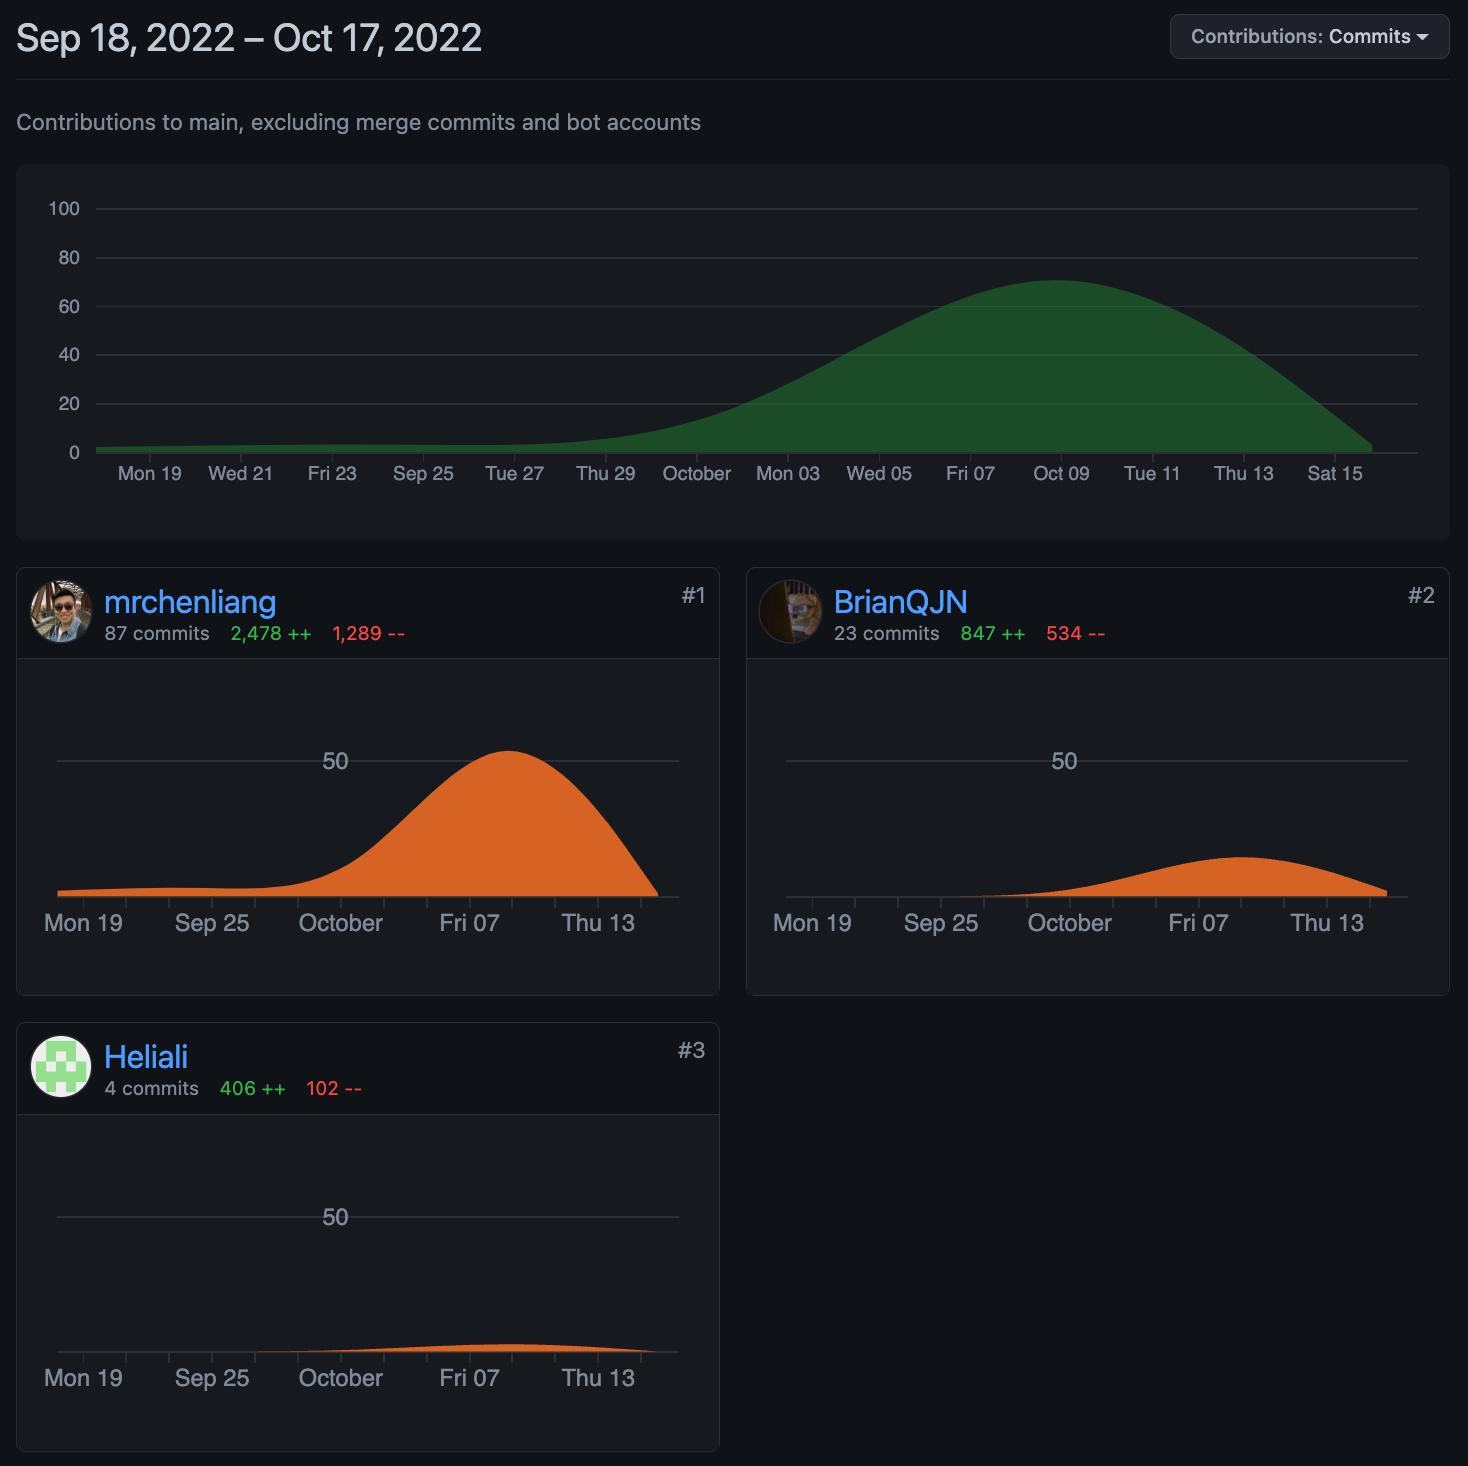 Sep 18, 2022 – Oct 17, 2022
Contributions: Commits
Contributions to main, excluding merge commits and bot accounts
100
80
60
40
20
0
Mon 19 Wed 21 Fri 23 Sep 25 Tue 27 Thu 29 October Mon 03 Wed 05 Fri 07 Oct 09 Tue 11 Thu 13 Sat 15
mrchenliang #1
87 commits 2,478 ++ 1,289 --
50
Mon 19 Sep 25 October Fri 07 Thu 13
BrianQJN #2
23 commits 847 ++ 534 --
50
Mon 19 Sep 25 October Fri 07 Thu 13
Heliali #3
4 commits 406 ++ 102 --
50
Mon 19 Sep 25 October Fri 07 Thu 13